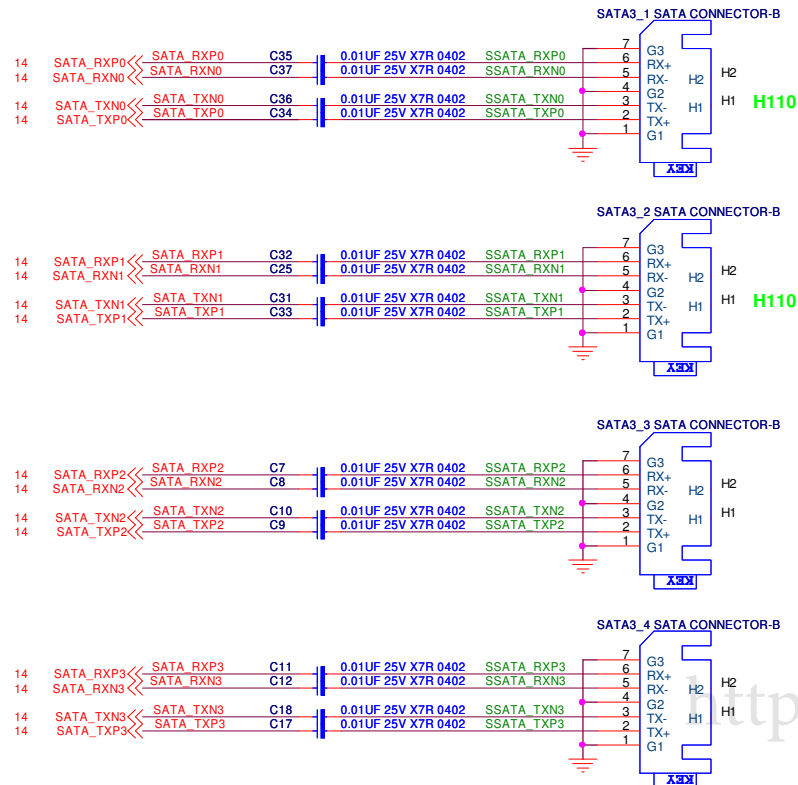 SATA3_1 SATA CONNECTOR-B
7 G3
14 SATA_RXP0 SATA_RXP0 C35 0.01UF 25V X7R 0402 SSATA_RXP0 6 RX+
14 SATA_RXN0 SATA_RXN0 C37 0.01UF 25V X7R 0402 SSATA_RXN0 5 RX- H2 H2
4 G2
14 SATA_TXN0 SATA_TXN0 C36 0.01UF 25V X7R 0402 SSATA_TXN0 3 TX- H1 H1 H110
14 SATA_TXP0 SATA_TXP0 C34 0.01UF 25V X7R 0402 SSATA_TXP0 2 TX+
1 G1
KEY
SATA3_2 SATA CONNECTOR-B
7 G3
14 SATA_RXP1 SATA_RXP1 C32 0.01UF 25V X7R 0402 SSATA_RXP1 6 RX+
14 SATA_RXN1 SATA_RXN1 C25 0.01UF 25V X7R 0402 SSATA_RXN1 5 RX- H2 H2
4 G2
14 SATA_TXN1 SATA_TXN1 C31 0.01UF 25V X7R 0402 SSATA_TXN1 3 TX- H1 H1 H110
14 SATA_TXP1 SATA_TXP1 C33 0.01UF 25V X7R 0402 SSATA_TXP1 2 TX+
1 G1
KEY
SATA3_3 SATA CONNECTOR-B
7 G3
14 SATA_RXP2 SATA_RXP2 C7 0.01UF 25V X7R 0402 SSATA_RXP2 6 RX+
14 SATA_RXN2 SATA_RXN2 C8 0.01UF 25V X7R 0402 SSATA_RXN2 5 RX- H2 H2
4 G2
14 SATA_TXN2 SATA_TXN2 C10 0.01UF 25V X7R 0402 SSATA_TXN2 3 TX- H1 H1
14 SATA_TXP2 SATA_TXP2 C9 0.01UF 25V X7R 0402 SSATA_TXP2 2 TX+
1 G1
KEY
SATA3_4 SATA CONNECTOR-B
7 G3
14 SATA_RXP3 SATA_RXP3 C11 0.01UF 25V X7R 0402 SSATA_RXP3 6 RX+
14 SATA_RXN3 SATA_RXN3 C12 0.01UF 25V X7R 0402 SSATA_RXN3 5 RX- H2 H2
4 G2
14 SATA_TXN3 SATA_TXN3 C18 0.01UF 25V X7R 0402 SSATA_TXN3 3 TX- H1 H1
http
14 SATA_TXP3 SATA_TXP3 C17 0.01UF 25V X7R 0402 SSATA_TXP3 2 TX+
1 G1
KEY